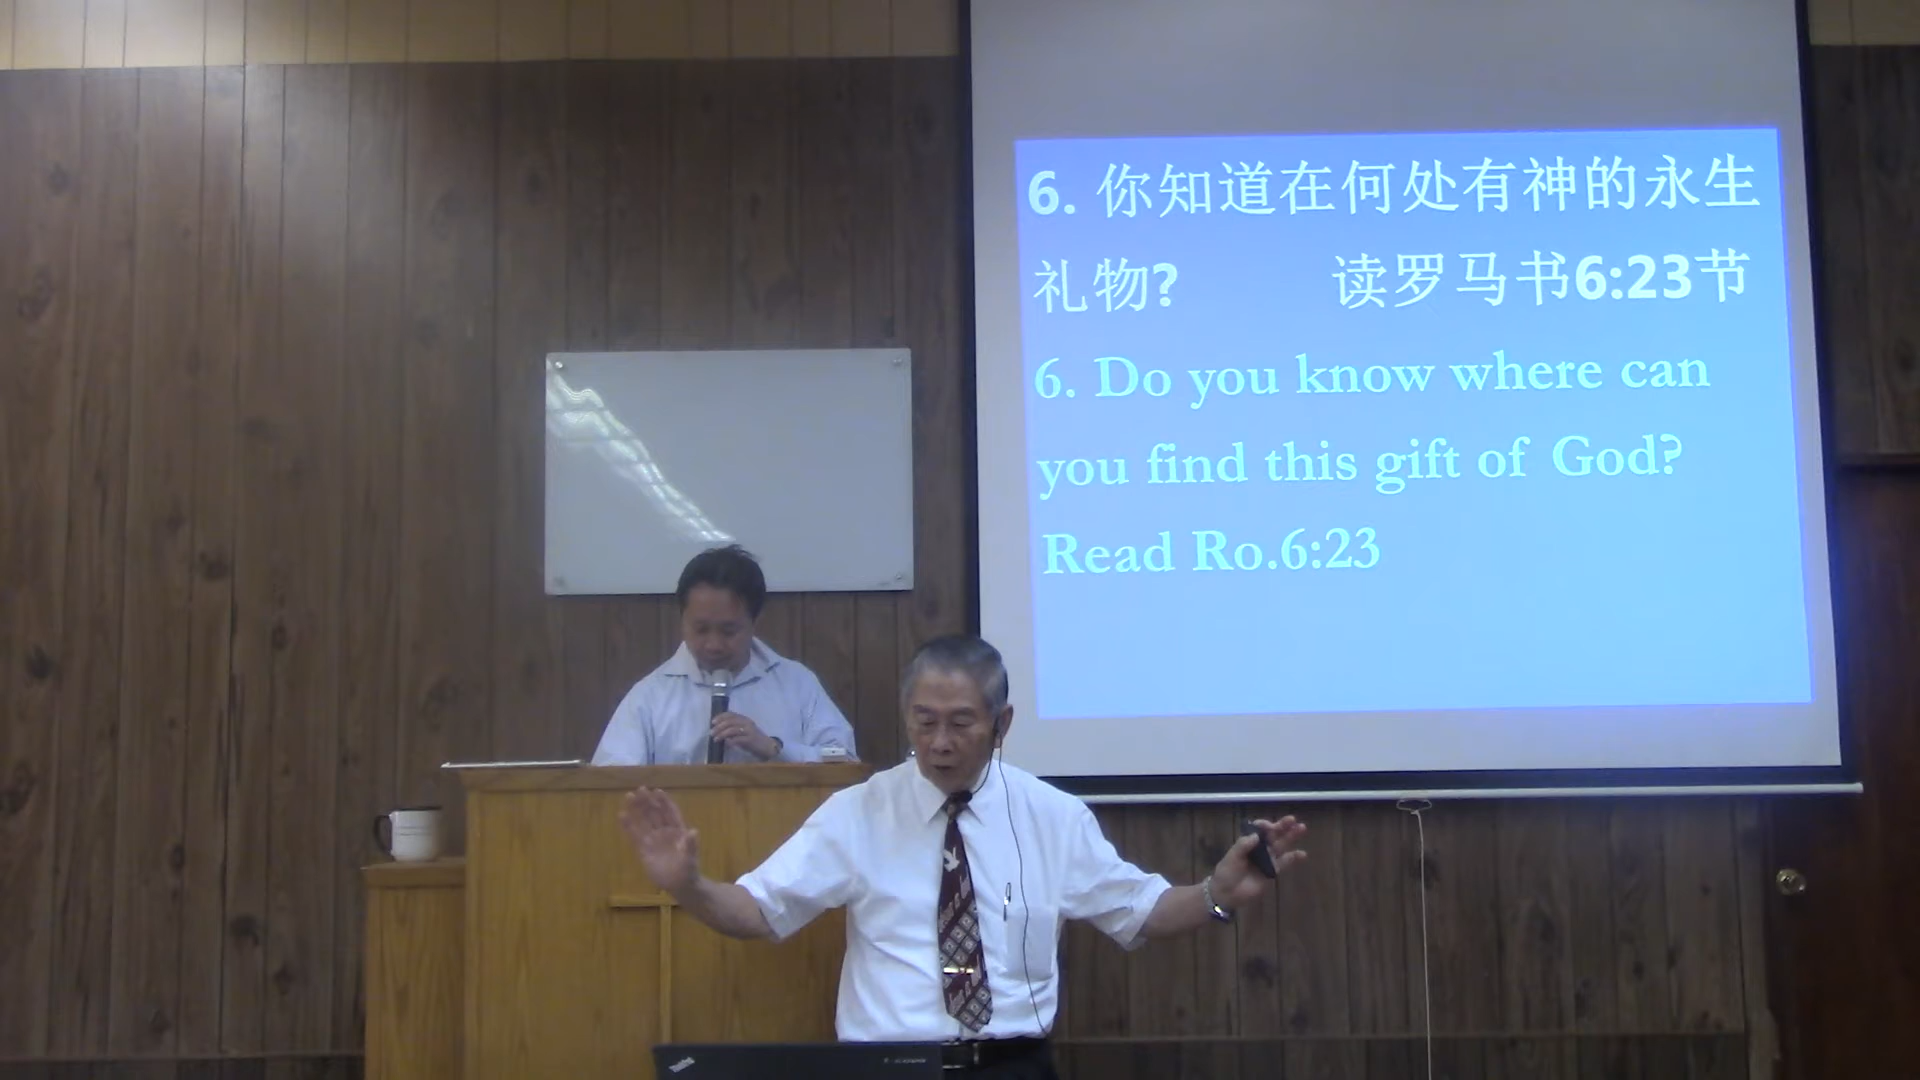 6. 你知道在何处有神的永生
礼物? 读罗马书6:23节
6. Do you know where can
you find this gift of God?
Read Ro.6:23
ThinkPad